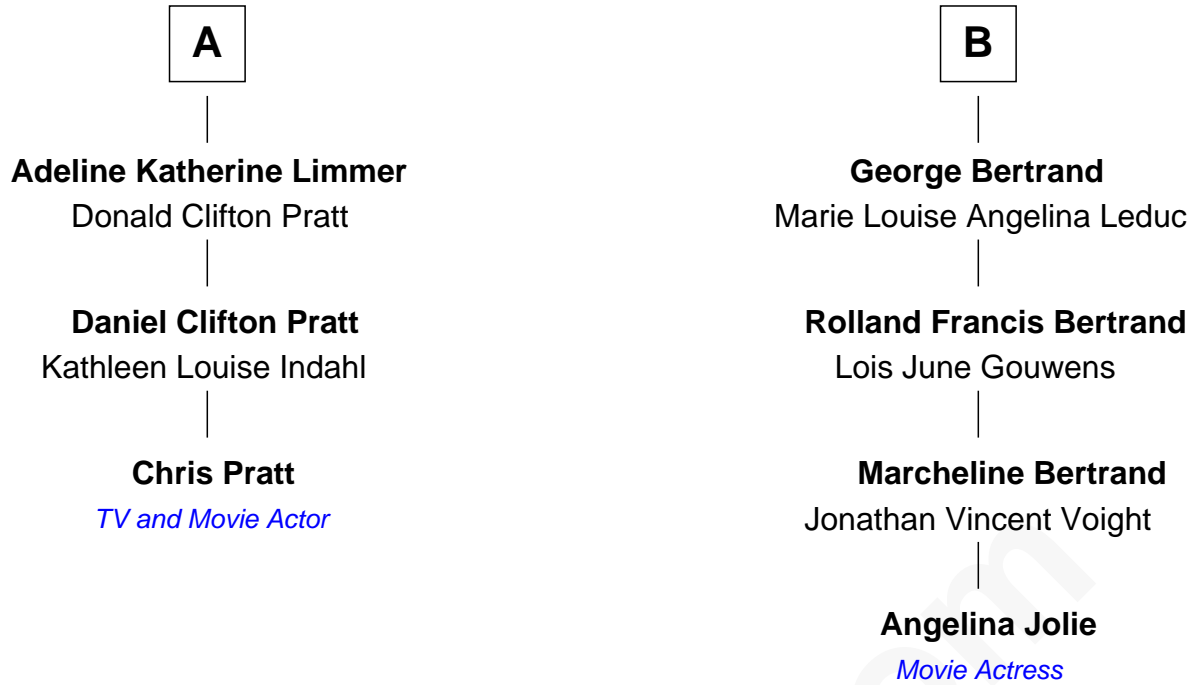 A
Adeline Katherine Limmer
Donald Clifton Pratt
Daniel Clifton Pratt
Kathleen Louise Indahl
Chris Pratt
TV and Movie Actor
B
George Bertrand
Marie Louise Angelina Leduc
Rolland Francis Bertrand
Lois June Gouwens
Marcheline Bertrand
Jonathan Vincent Voight
Angelina Jolie
Movie Actress
om